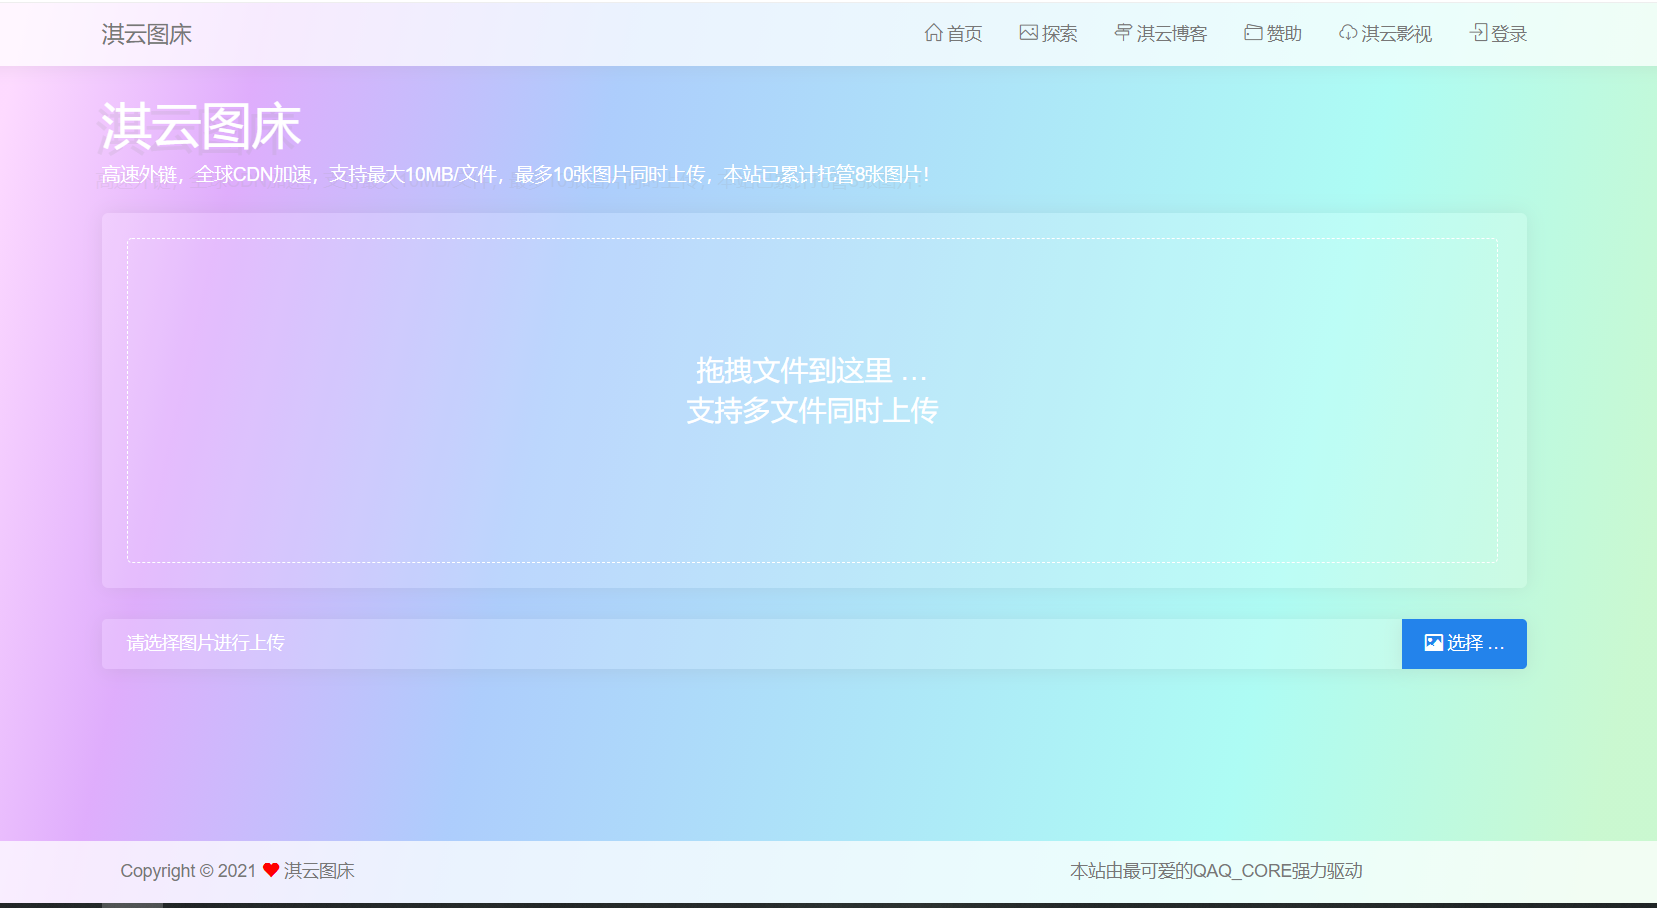 淇云图床
首页 探索 淇云博客 赞助 淇云影视 登录
淇云图床
高速外链，全球CDN加速，支持最大10MB/文件，最多10张图片同时上传，本站已累计托管8张图片！
拖拽文件到这里 …
支持多文件同时上传
请选择图片进行上传
选择 …
Copyright © 2021 ❤ 淇云图床
本站由最可爱的QAQ_CORE强力驱动